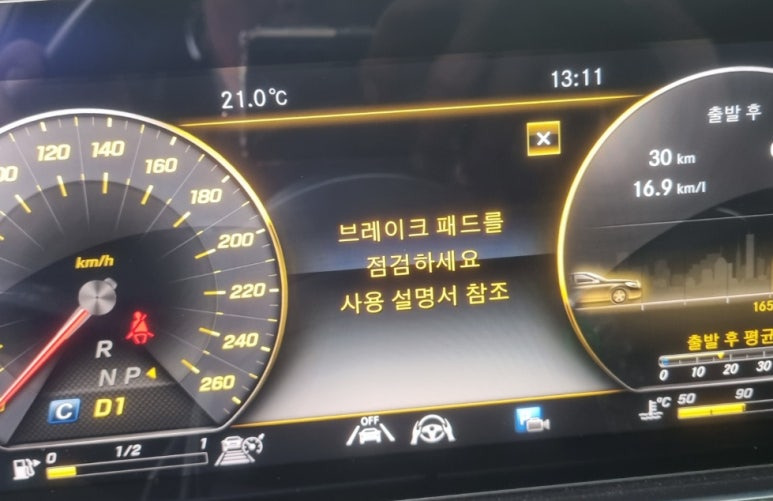 21.0°C
13:11
120
140
160
180
200
220
240
260
km/h
R
N P
C D1
0 1/2 1
브레이크 패드를
점검하세요
사용 설명서 참조
OFF
출발 후
30 km
16.9 km/l
165
출발 후 평균
0 10 20 30
°C 50 90